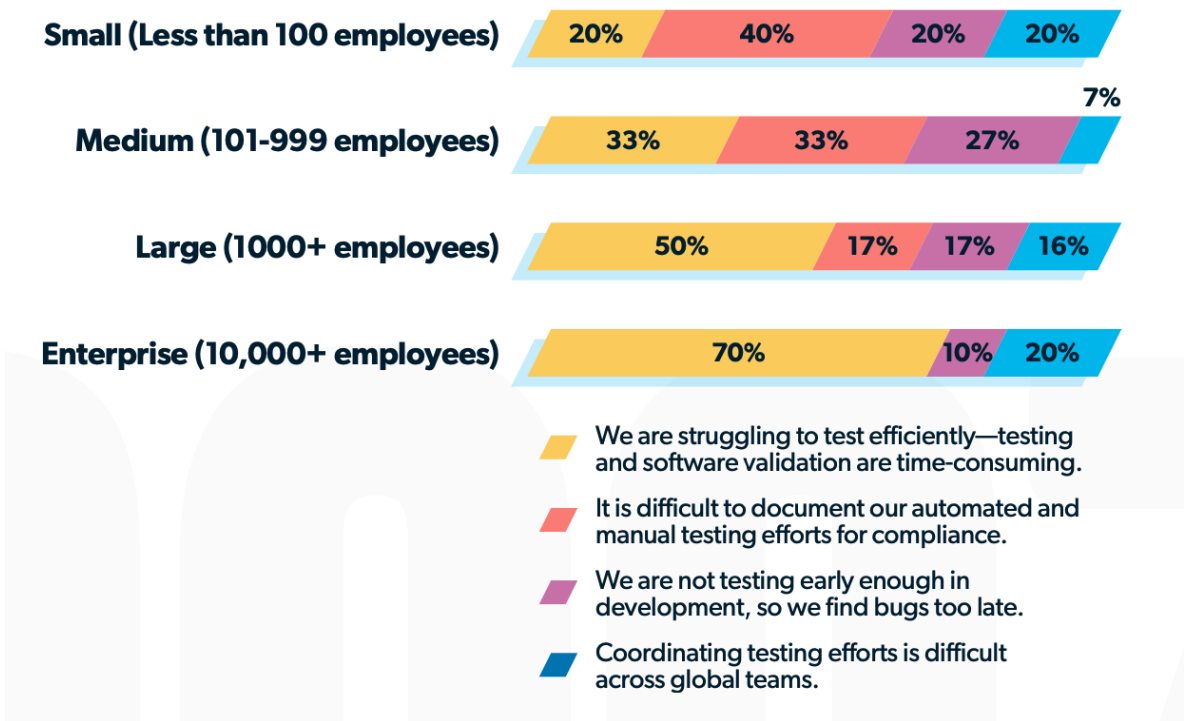 Small (Less than 100 employees) 20% 40% 20% 20%
7%
Medium (101-999 employees) 33% 33% 27%
Large (1000+ employees) 50% 17% 17% 16%
Enterprise (10,000+ employees) 70% 10% 20%
We are struggling to test efficiently—testing
and software validation are time-consuming.
It is difficult to document our automated and
manual testing efforts for compliance.
We are not testing early enough in
development, so we find bugs too late.
Coordinating testing efforts is difficult
across global teams.